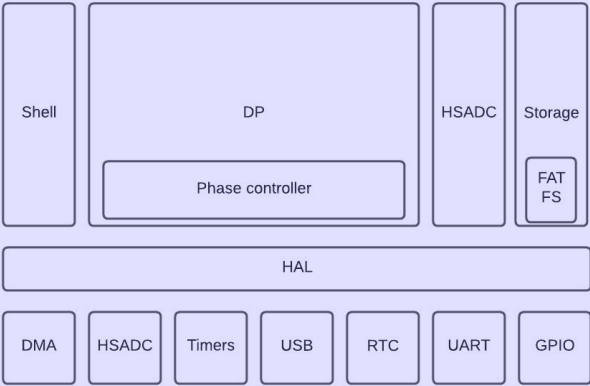 Shell
DP
HSADC
Storage
Phase controller
FAT
FS
HAL
DMA
HSADC
Timers
USB
RTC
UART
GPIO